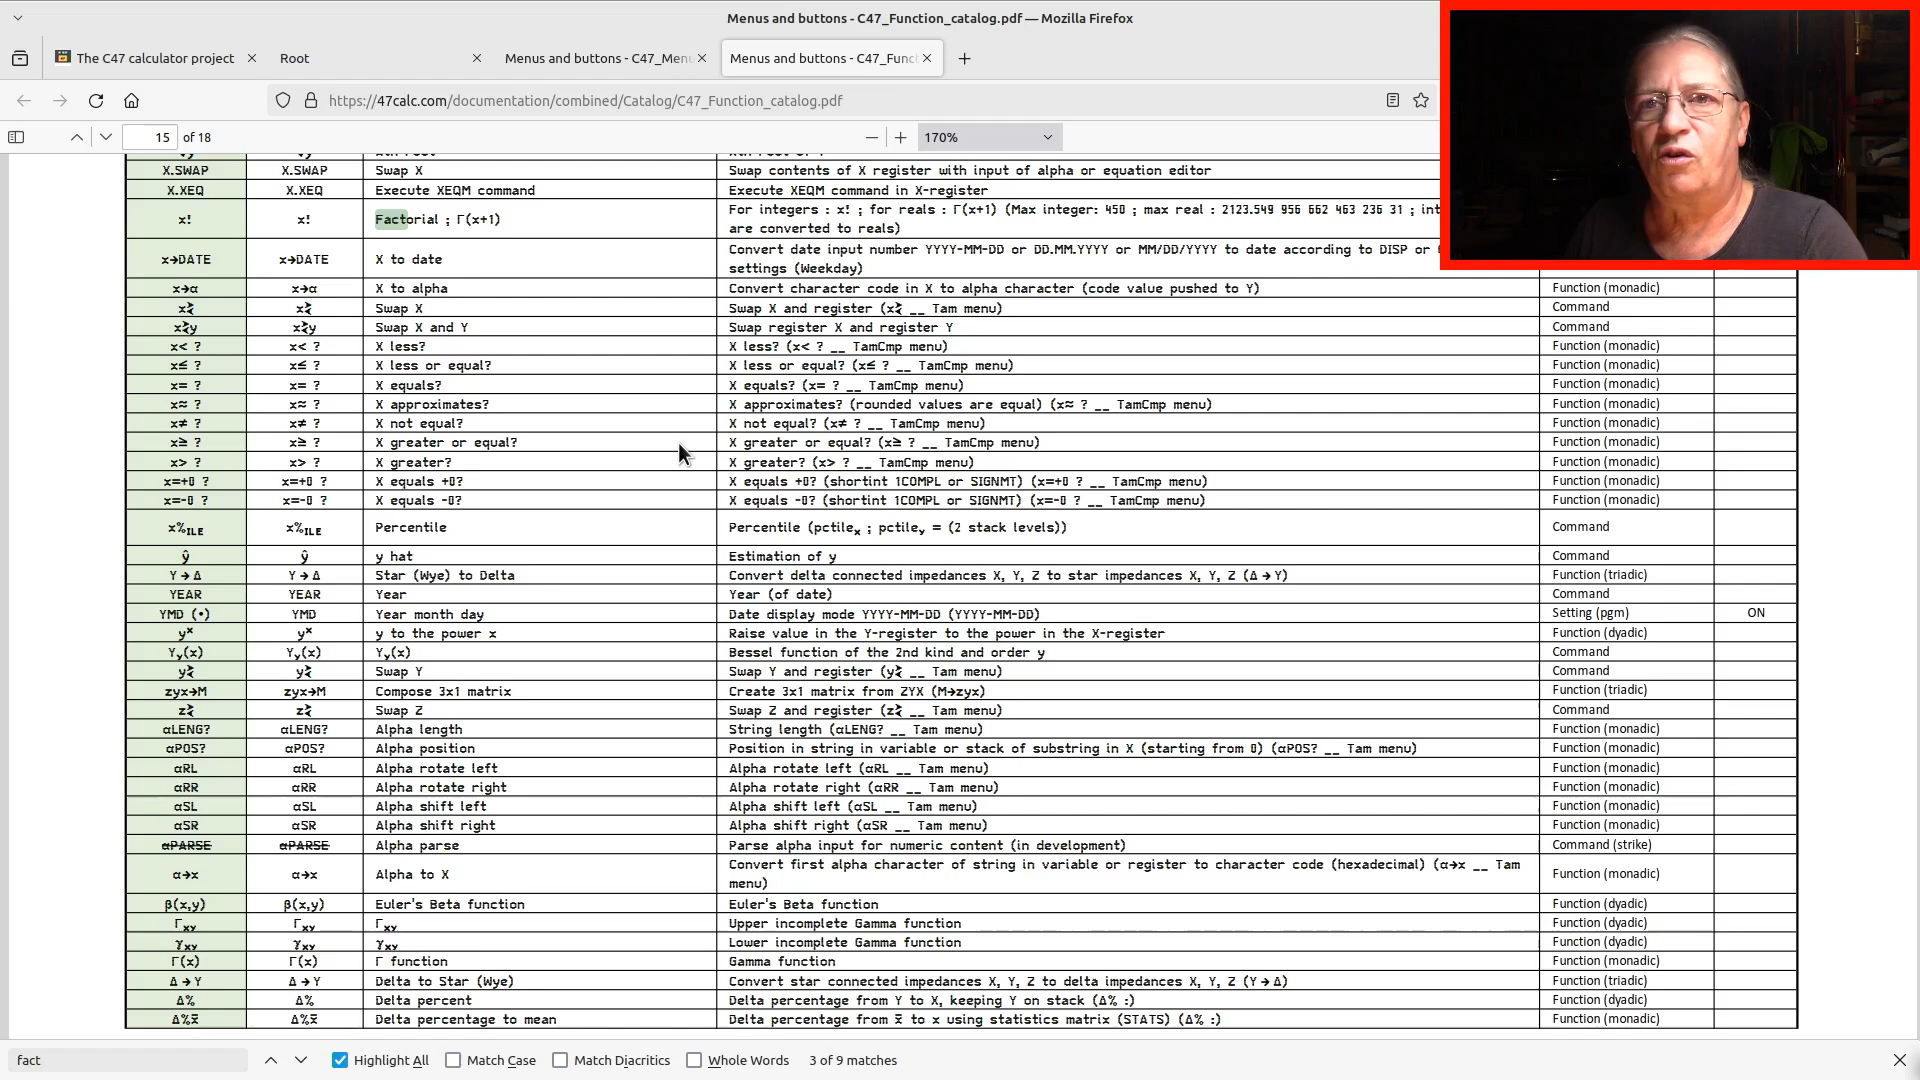 Menus and buttons - C47_Function_catalog.pdf — Mozilla Firefox
The C47 calculator project
Root
Menus and buttons - C47_Menu
Menus and buttons - C47_Funct
https://47calc.com/documentation/combined/Catalog/C47_Function_catalog.pdf
15 of 18
170%
X.SWAP X.SWAP Swap X Swap contents of X register with input of alpha or equation editor
X.XEQ X.XEQ Execute XEQM command Execute XEQM command in X-register
x! x! Factorial ; Γ(x+1) For integers : x! ; for reals : Γ(x+1) (Max integer: 450 ; max real : 2123.549 956 662 463 236 31 ; int
are converted to reals)
x→DATE x→DATE X to date Convert date input number YYYY-MM-DD or DD.MM.YYYY or MM/DD/YYYY to date according to DISP or
settings (Weekday)
x→α x→α X to alpha Convert character code in X to alpha character (code value pushed to Y) Function (monadic)
x⇄ x⇄ Swap X Swap X and register (x⇄ __ Tam menu) Command
x⇄y x⇄y Swap X and Y Swap register X and register Y Command
x< ? x< ? X less? X less? (x< ? __ TamCmp menu) Function (monadic)
x≤ ? x≤ ? X less or equal? X less or equal? (x≤ ? __ TamCmp menu) Function (monadic)
x= ? x= ? X equals? X equals? (x= ? __ TamCmp menu) Function (monadic)
x≈ ? x≈ ? X approximates? X approximates? (rounded values are equal) (x≈ ? __ TamCmp menu) Function (monadic)
x≠ ? x≠ ? X not equal? X not equal? (x≠ ? __ TamCmp menu) Function (monadic)
x≥ ? x≥ ? X greater or equal? X greater or equal? (x≥ ? __ TamCmp menu) Function (monadic)
x> ? x> ? X greater? X greater? (x> ? __ TamCmp menu) Function (monadic)
x=+0 ? x=+0 ? X equals +0? X equals +0? (shortint 1COMPL or SIGNMT) (x=+0 ? __ TamCmp menu) Function (monadic)
x=-0 ? x=-0 ? X equals -0? X equals -0? (shortint 1COMPL or SIGNMT) (x=-0 ? __ TamCmp menu) Function (monadic)
x%ILE x%ILE Percentile Percentile (pctileₓ ; pctileᵧ = (2 stack levels)) Command
ŷ ŷ y hat Estimation of y Command
Y→Δ Y→Δ Star (Wye) to Delta Convert delta connected impedances X, Y, Z to star impedances X, Y, Z (Δ→Y) Function (triadic)
YEAR YEAR Year Year (of date) Command
YMD (•) YMD Year month day Date display mode YYYY-MM-DD (YYYY-MM-DD) Setting (pgm) ON
yˣ yˣ y to the power x Raise value in the Y-register to the power in the X-register Function (dyadic)
Yᵧ(x) Yᵧ(x) Yᵧ(x) Bessel function of the 2nd kind and order y Command
y⇄ y⇄ Swap Y Swap Y and register (y⇄ __ Tam menu) Command
zyx→M zyx→M Compose 3x1 matrix Create 3x1 matrix from ZYX (M→zyx) Function (triadic)
z⇄ z⇄ Swap Z Swap Z and register (z⇄ __ Tam menu) Command
αLENG? αLENG? Alpha length String length (αLENG? __ Tam menu) Function (monadic)
αPOS? αPOS? Alpha position Position in string in variable or stack of substring in X (starting from 0) (αPOS? __ Tam menu) Function (monadic)
αRL αRL Alpha rotate left Alpha rotate left (αRL __ Tam menu) Function (monadic)
αRR αRR Alpha rotate right Alpha rotate right (αRR __ Tam menu) Function (monadic)
αSL αSL Alpha shift left Alpha shift left (αSL __ Tam menu) Function (monadic)
αSR αSR Alpha shift right Alpha shift right (αSR __ Tam menu) Function (monadic)
αPARSE αPARSE Alpha parse Parse alpha input for numeric content (in development) Command (strike)
α→x α→x Alpha to X Convert first alpha character of string in variable or register to character code (hexadecimal) (α→x __ Tam
menu) Function (monadic)
β(x,y) β(x,y) Euler's Beta function Euler's Beta function Function (dyadic)
Γxy Γxy Γxy Upper incomplete Gamma function Function (dyadic)
γxy γxy γxy Lower incomplete Gamma function Function (dyadic)
Γ(x) Γ(x) Γ function Gamma function Function (monadic)
Δ→Y Δ→Y Delta to Star (Wye) Convert star connected impedances X, Y, Z to delta impedances X, Y, Z (Y→Δ) Function (triadic)
Δ% Δ% Delta percent Delta percentage from Y to X, keeping Y on stack (Δ% :) Function (dyadic)
Δ%x̄ Δ%x̄ Delta percentage to mean Delta percentage from x̄ to x using statistics matrix (STATS) (Δ% :) Function (monadic)
fact Highlight All Match Case Match Diacritics Whole Words 3 of 9 matches